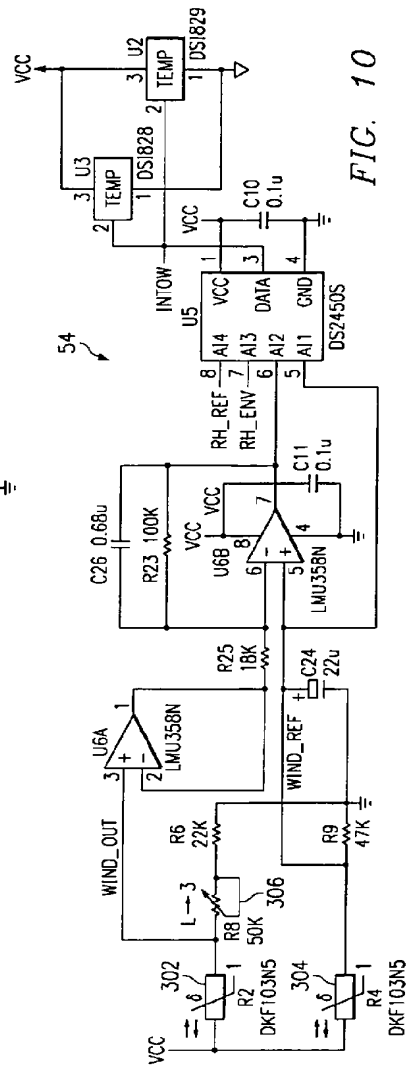 VCC
U3
3
TEMP
2
1
DS1828
U2
3
TEMP
2
1
DS1829
INTOW
54
VCC
C10
0.1u
U5
8
AI4
VCC
1
7
AI3
DATA
3
6
AI2
GND
4
5
AI1
DS2450S
RH_REF
RH_ENV
C26 0.68u
R23 100K
VCC
VCC
8
7
6
5
4
U6B
LMU358N
C11
0.1u
R25
18K
U6A
1
3
2
LMU358N
WIND_OUT
WIND_REF
C24
22u
R6
22K
R9
47K
L → 3
306
R8
50K
VCC
302
δ
1
R2
DKF103N5
304
δ
1
R4
DKF103N5
FIG. 10